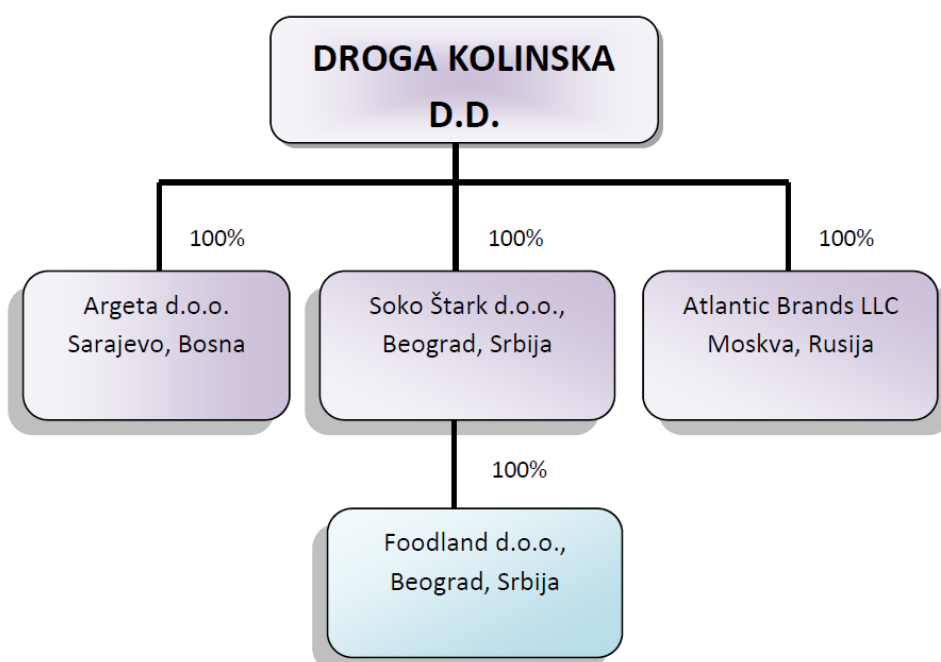 DROGA KOLINSKA
D.D.
100%
100%
100%
Argeta d.o.o.
Sarajevo, Bosna
Soko Štark d.o.o.,
Beograd, Srbija
Atlantic Brands LLC
Moskva, Rusija
100%
Foodland d.o.o.,
Beograd, Srbija